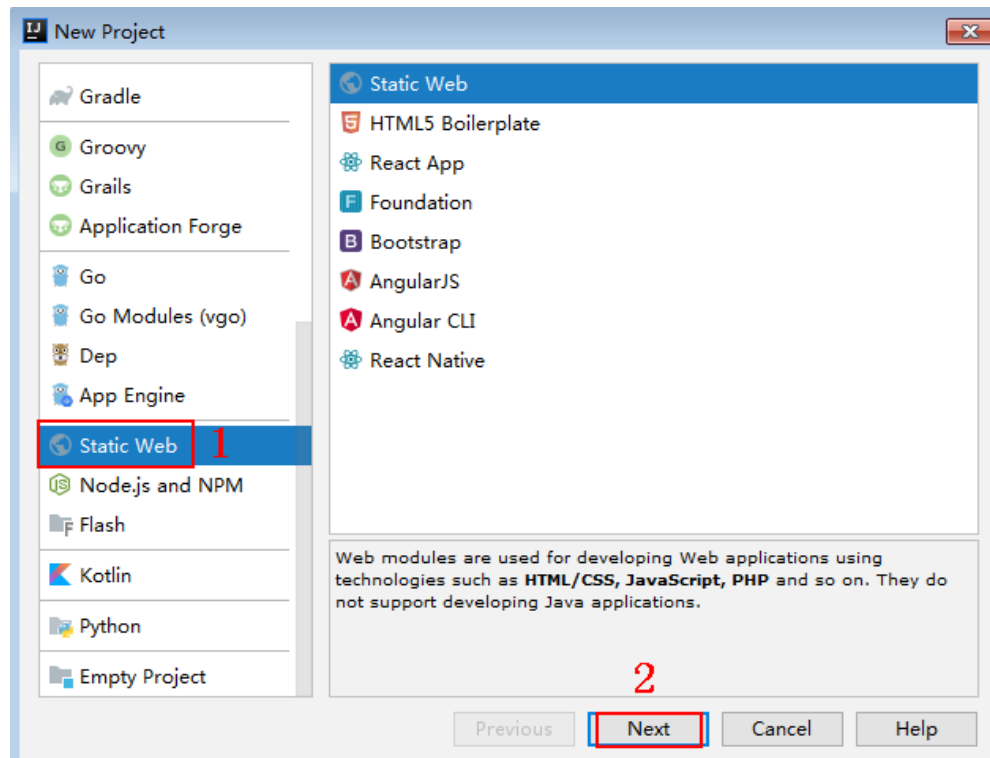 New Project
Gradle
Groovy
Grails
Application Forge
Go
Go Modules (vgo)
Dep
App Engine
Static Web 1
Node.js and NPM
Flash
Kotlin
Python
Empty Project
Static Web
HTML5 Boilerplate
React App
Foundation
Bootstrap
AngularJS
Angular CLI
React Native
Web modules are used for developing Web applications using
technologies such as HTML/CSS, JavaScript, PHP and so on. They do
not support developing Java applications.
2
Previous Next Cancel Help